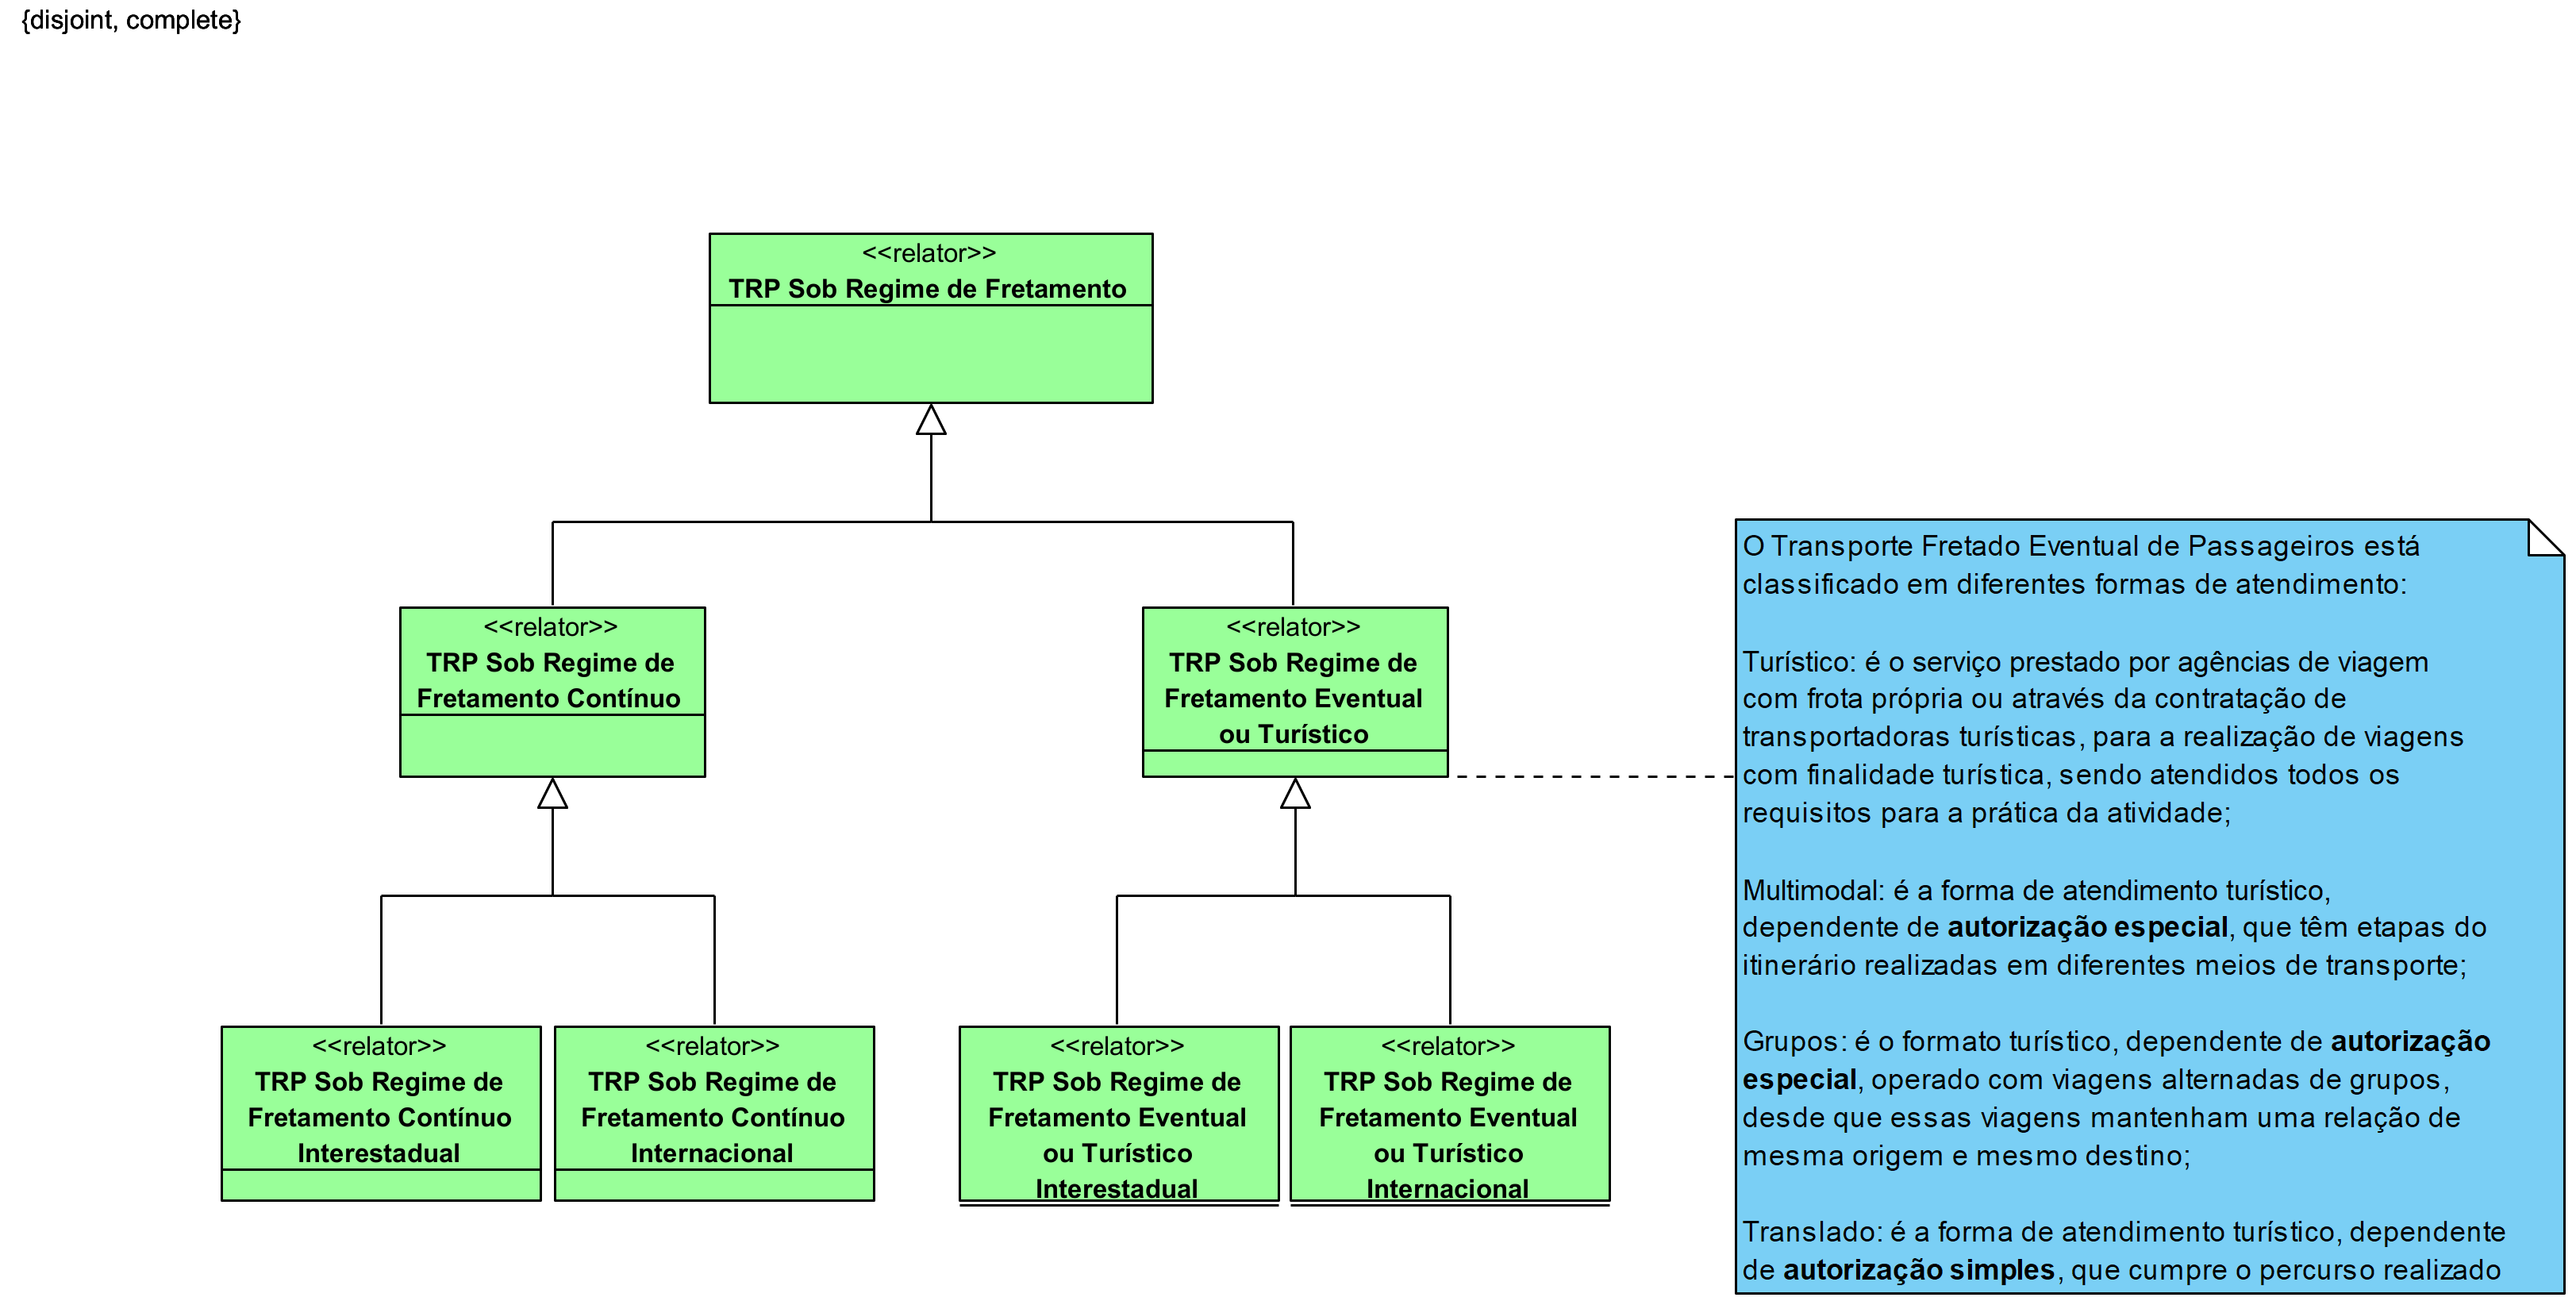 {disjoint, complete}
<<relator>>
TRP Sob Regime de Fretamento
<<relator>>
TRP Sob Regime de
Fretamento Contínuo
<<relator>>
TRP Sob Regime de
Fretamento Eventual
ou Turístico
<<relator>>
TRP Sob Regime de
Fretamento Contínuo
Interestadual
<<relator>>
TRP Sob Regime de
Fretamento Contínuo
Internacional
<<relator>>
TRP Sob Regime de
Fretamento Eventual
ou Turístico
Interestadual
<<relator>>
TRP Sob Regime de
Fretamento Eventual
ou Turístico
Internacional
O Transporte Fretado Eventual de Passageiros está
classificado em diferentes formas de atendimento:
Turístico: é o serviço prestado por agências de viagem
com frota própria ou através da contratação de
transportadoras turísticas, para a realização de viagens
com finalidade turística, sendo atendidos todos os
requisitos para a prática da atividade;
Multimodal: é a forma de atendimento turístico,
dependente de autorização especial, que têm etapas do
itinerário realizadas em diferentes meios de transporte;
Grupos: é o formato turístico, dependente de autorização
especial, operado com viagens alternadas de grupos,
desde que essas viagens mantenham uma relação de
mesma origem e mesmo destino;
Translado: é a forma de atendimento turístico, dependente
de autorização simples, que cumpre o percurso realizado